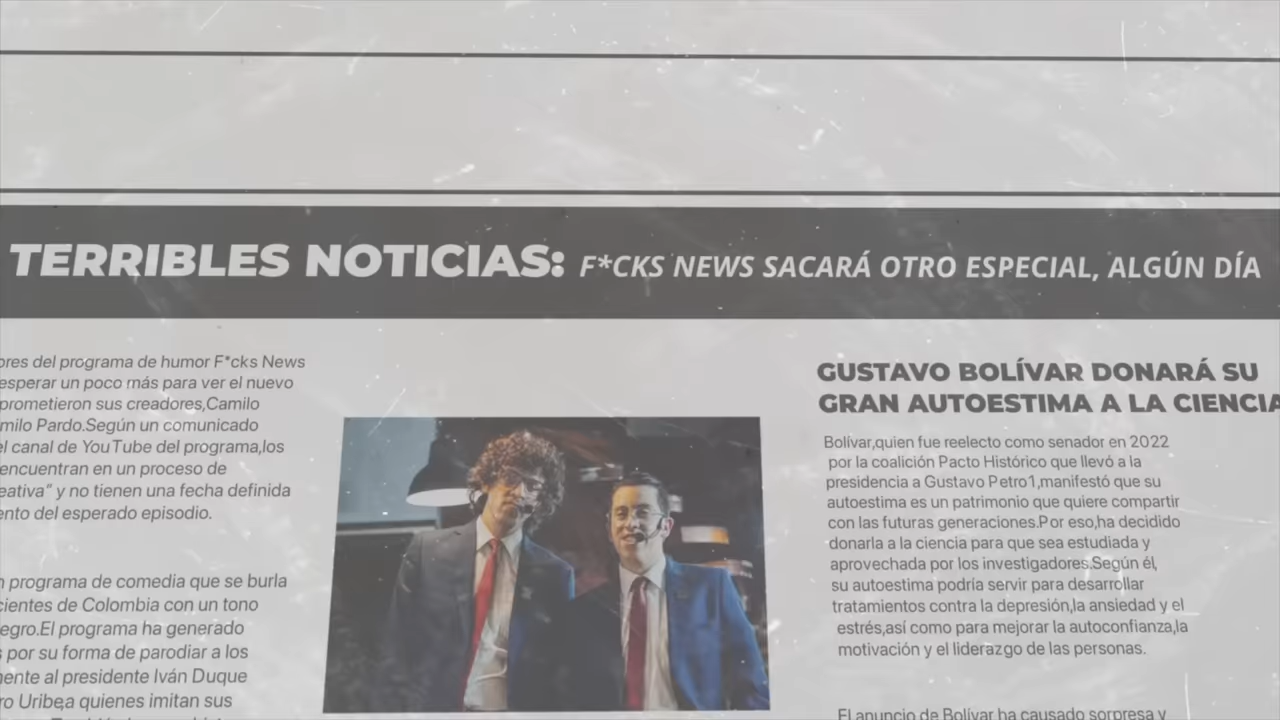 TERRIBLES NOTICIAS: F*CKS NEWS SACARÁ OTRO ESPECIAL, ALGÚN DÍA
ores del programa de humor F*cks News
esperar un poco más para ver el nuevo
prometieron sus creadores,Camilo
milo Pardo.Según un comunicado
el canal de YouTube del programa,los
encuentran en un proceso de
eativa" y no tienen una fecha definida
ento del esperado episodio.
n programa de comedia que se burla
cientes de Colombia con un tono
egro.El programa ha generado
s por su forma de parodiar a los
mente al presidente Iván Duque
ro Uribe,a quienes imitan sus
GUSTAVO BOLÍVAR DONARÁ SU
GRAN AUTOESTIMA A LA CIENCIA
Bolívar,quien fue reelecto como senador en 2022
por la coalición Pacto Histórico que llevó a la
presidencia a Gustavo Petro1,manifestó que su
autoestima es un patrimonio que quiere compartir
con las futuras generaciones.Por eso,ha decidido
donarla a la ciencia para que sea estudiada y
aprovechada por los investigadores.Según él,
su autoestima podría servir para desarrollar
tratamientos contra la depresión,la ansiedad y el
estrés,así como para mejorar la autoconfianza,la
motivación y el liderazgo de las personas.
El anuncio de Bolívar ha causado sorpresa y